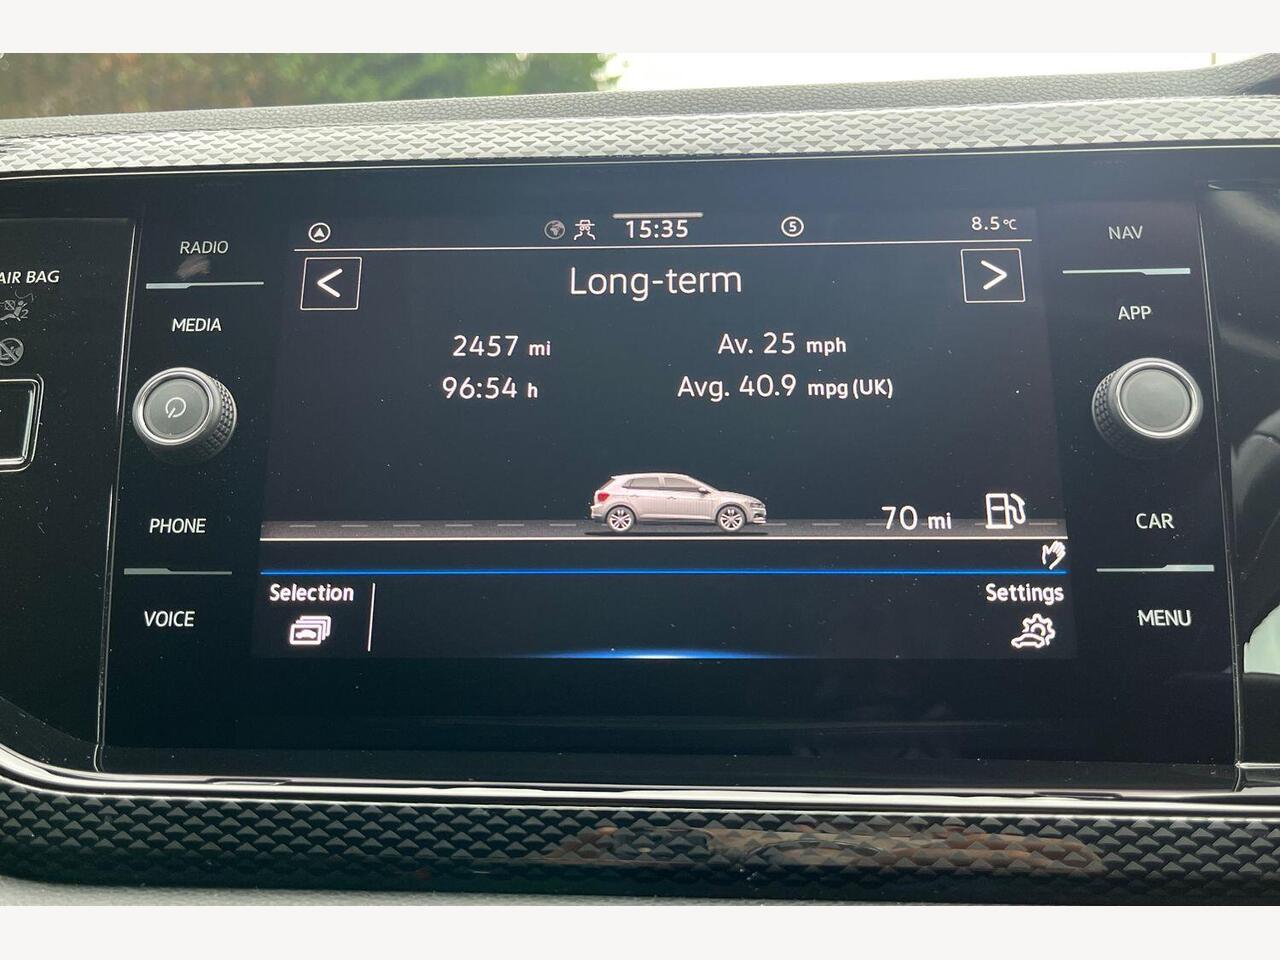 15:35
5
8.5°C
RADIO
MEDIA
PHONE
VOICE
AIR BAG
<
Long-term
>
2457 mi
Av. 25 mph
96:54 h
Avg. 40.9 mpg (UK)
70 mi
Selection
Settings
NAV
APP
CAR
MENU